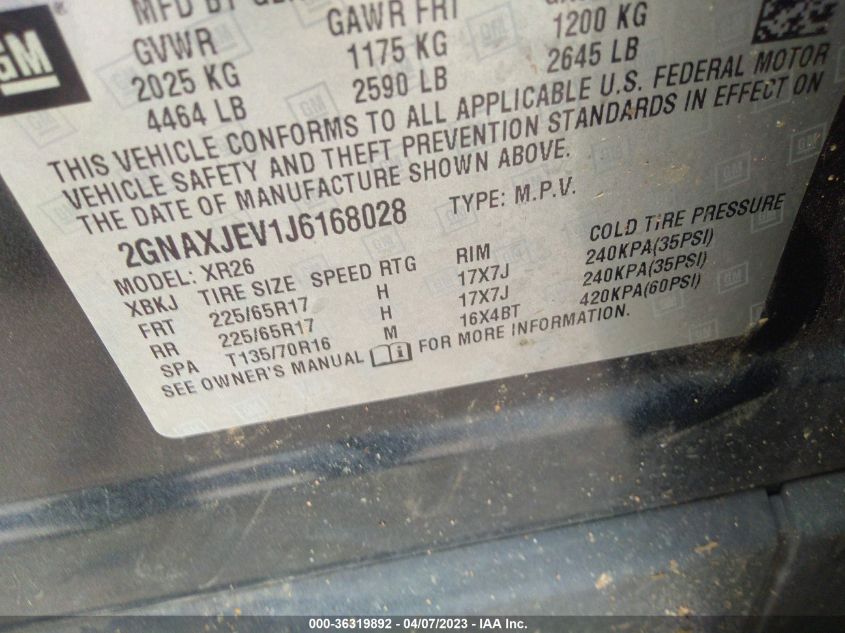 GM
MFD BY
GVWR GAWR FRT
2025 KG 1175 KG 1200 KG
4464 LB 2590 LB 2645 LB
THIS VEHICLE CONFORMS TO ALL APPLICABLE U.S. FEDERAL MOTOR
VEHICLE SAFETY AND THEFT PREVENTION STANDARDS IN EFFECT ON
THE DATE OF MANUFACTURE SHOWN ABOVE.
2GNAXJEV1J6168028 TYPE: M.P.V.
MODEL: XR26
XBKJ TIRE SIZE SPEED RTG RIM COLD TIRE PRESSURE
FRT 225/65R17 H 17X7J 240KPA(35PSI)
RR 225/65R17 H 17X7J 240KPA(35PSI)
SPA T135/70R16 M 16X4BT 420KPA(60PSI)
SEE OWNER'S MANUAL FOR MORE INFORMATION.
000-36319892 - 04/07/2023 - IAA Inc.